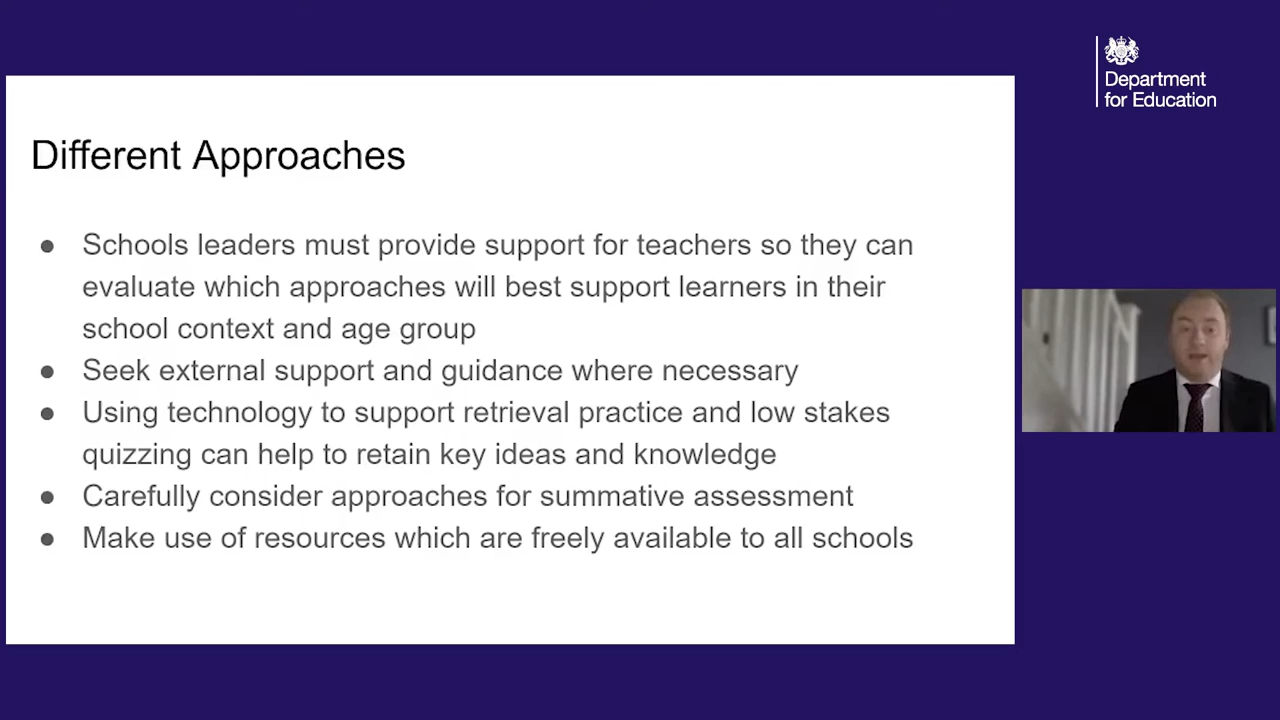 Department
for Education
Different Approaches
● Schools leaders must provide support for teachers so they can
evaluate which approaches will best support learners in their
school context and age group
● Seek external support and guidance where necessary
● Using technology to support retrieval practice and low stakes
quizzing can help to retain key ideas and knowledge
● Carefully consider approaches for summative assessment
● Make use of resources which are freely available to all schools